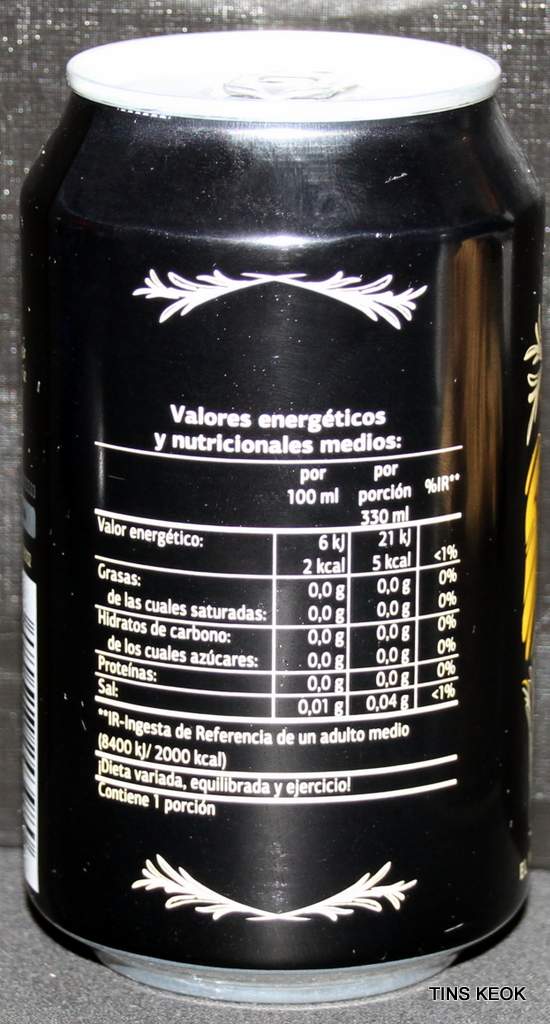 Valores energéticos
y nutricionales medios:
por 100 ml por porción 330 ml %IR**
Valor energético: 6 kJ 21 kJ
2 kcal 5 kcal <1%
Grasas: 0,0 g 0,0 g 0%
de las cuales saturadas: 0,0 g 0,0 g 0%
Hidratos de carbono: 0,0 g 0,0 g 0%
de los cuales azúcares: 0,0 g 0,0 g 0%
Proteínas: 0,0 g 0,0 g 0%
Sal: 0,01 g 0,04 g <1%
**IR-Ingesta de Referencia de un adulto medio
(8400 kJ/ 2000 kcal)
¡Dieta variada, equilibrada y ejercicio!
Contiene 1 porción
TINS KEOK